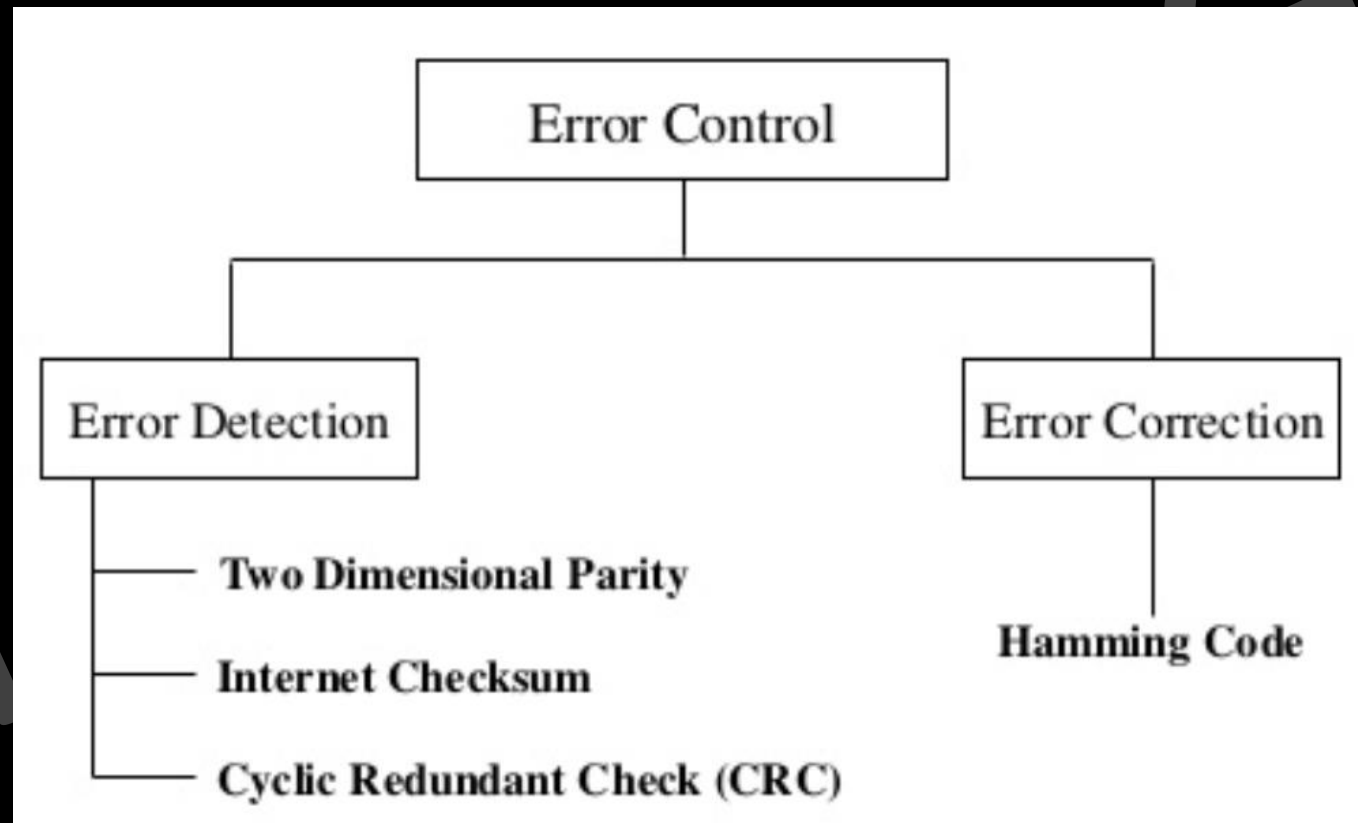 Error Control
Error Detection
Error Correction
Two Dimensional Parity
Internet Checksum
Cyclic Redundant Check (CRC)
Hamming Code